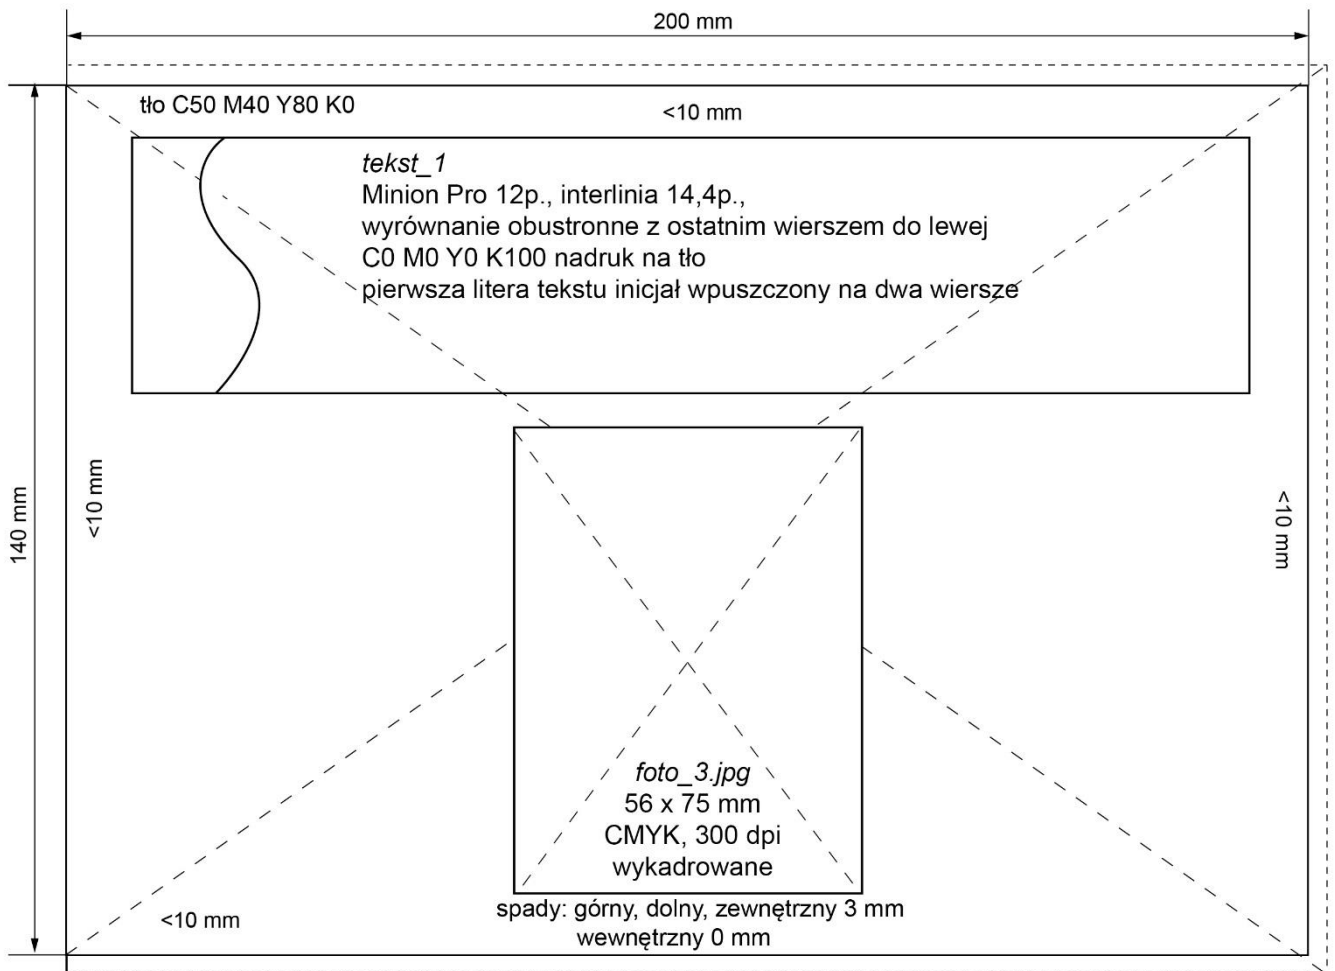 200 mm
tło C50 M40 Y80 K0
<10 mm
tekst_1
Minion Pro 12p., interlinia 14,4p.,
wyrównanie obustronne z ostatnim wierszem do lewej
C0 M0 Y0 K100 nadruk na tło
pierwsza litera tekstu inicjał wpuszczony na dwa wiersze
140 mm
<10 mm
<10 mm
foto_3.jpg
56 x 75 mm
CMYK, 300 dpi
wykadrowane
<10 mm
spady: górny, dolny, zewnętrzny 3 mm
wewnętrzny 0 mm